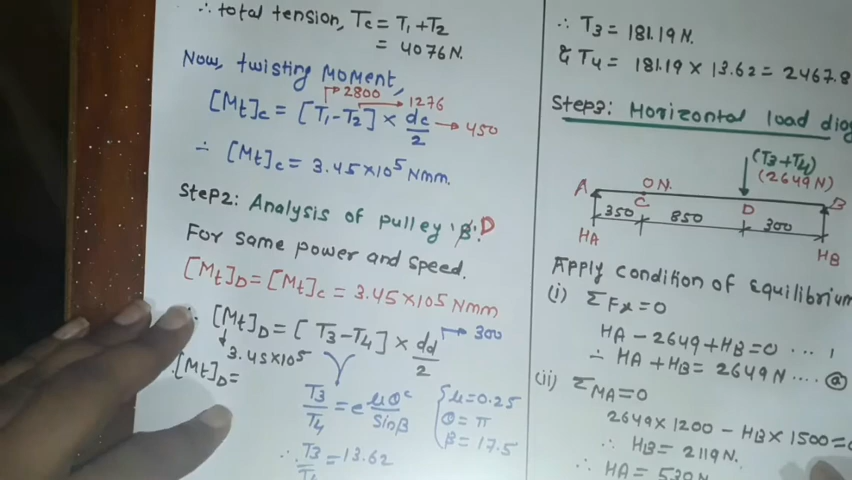 ∴ total tension, Tc = T1 + T2
= 4076 N.
Now, twisting Moment,
[Mt]c = [T1 - T2] × dc/2
→ 2800
→ 1276
→ 450
∴ [Mt]c = 3.45×10^5 Nmm.
Step2: Analysis of pulley 'B' D
For same power and speed.
[Mt]D = [Mt]c = 3.45×105 Nmm
∴ [Mt]D = [T3 - T4] × dd/2
→ 300
3.45×105
[Mt]D =
T3/T4 = e μθ^c/sinβ
{ μ = 0.25
θ = π
β = 17.5
∴ T3/T4 = 13.62
∴ T3 = 181.19 N.
& T4 = 181.19 × 13.62 = 2467.8
Step3: Horizontal load diag
(T3+T4)
(2649 N)
A ON. B
C D
350 850 300
HA HB
Apply condition of Equilibrium
(i) ΣFx = 0
HA - 2649 + HB = 0 ...
∴ HA + HB = 2649 N .... (a)
(ii) ΣMA = 0
2649 × 1200 - HB × 1500 =
∴ HB = 2119 N.
∴ HA = 530 N